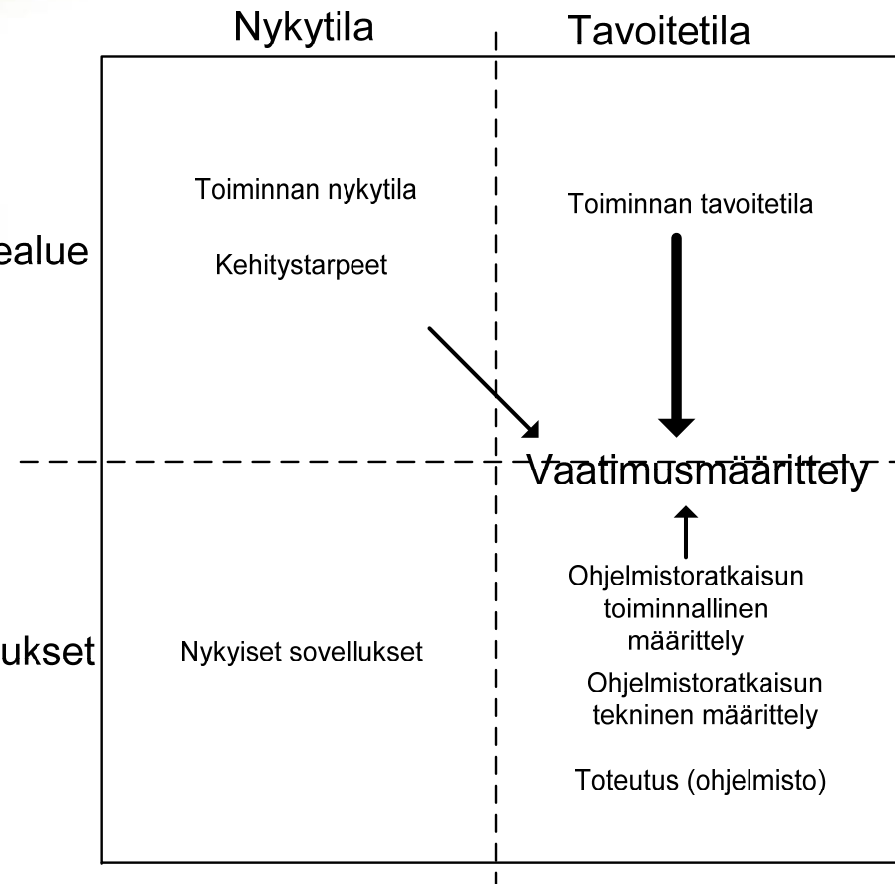 Nykytila
Tavoitetila
Toiminnan nykytila
Toiminnan tavoitetila
ealue
Kehitystarpeet
Vaatimusmäärittely
Ohjelmistoratkaisun
toiminnallinen
määrittely
ukset
Nykyiset sovellukset
Ohjelmistoratkaisun
tekninen määrittely
Toteutus (ohjelmisto)